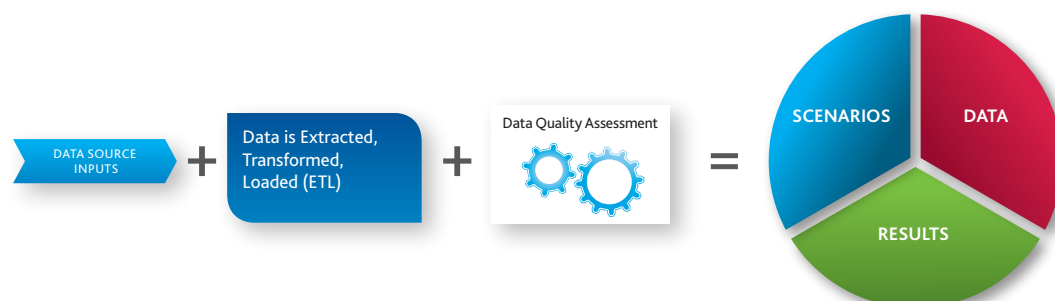 DATA SOURCE
INPUTS
+
Data is Extracted,
Transformed,
Loaded (ETL)
+
Data Quality Assessment
=
SCENARIOS
DATA
RESULTS